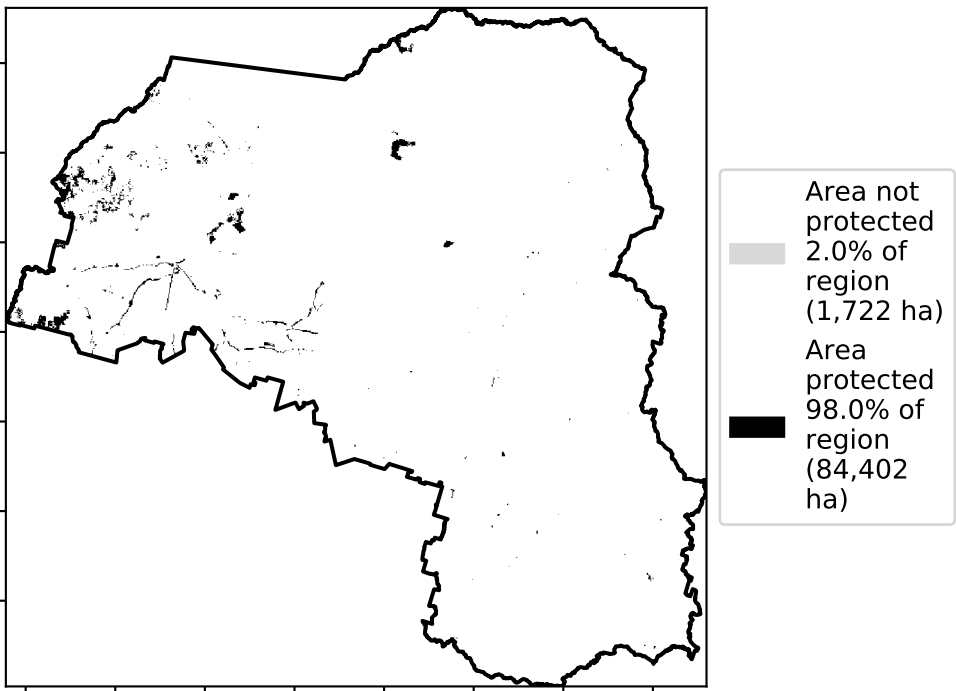 Area not
protected
2.0% of
region
(1,722 ha)
Area
protected
98.0% of
region
(84,402
ha)